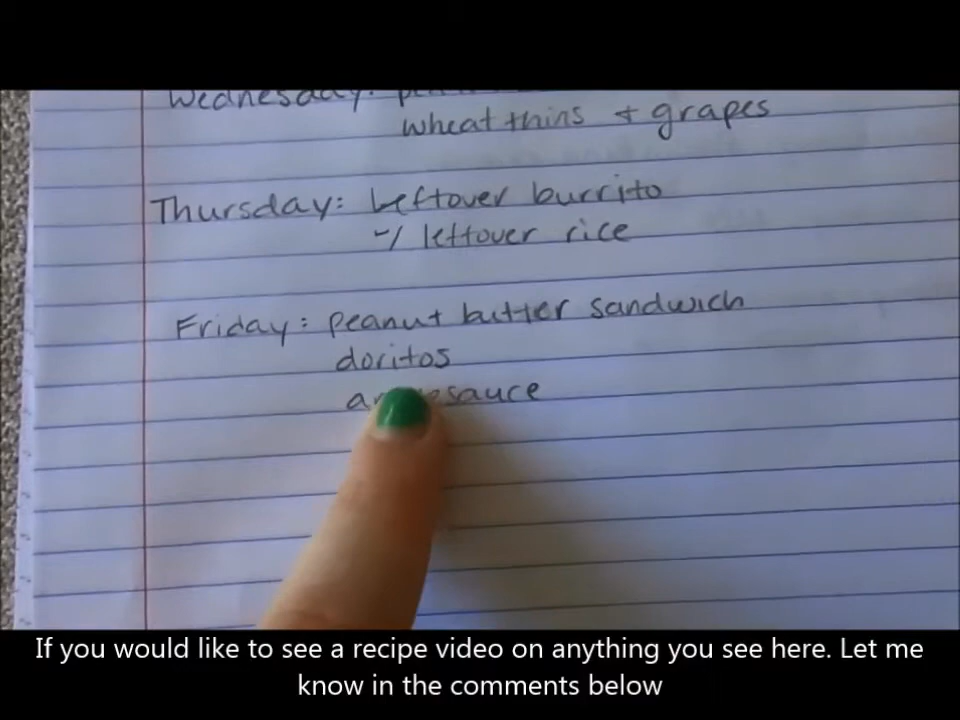 Wednesday:
wheat thins + grapes
Thursday: Leftover burrito
w/ leftover rice
Friday: peanut butter sandwich
doritos
If you would like to see a recipe video on anything you see here. Let me
know in the comments below